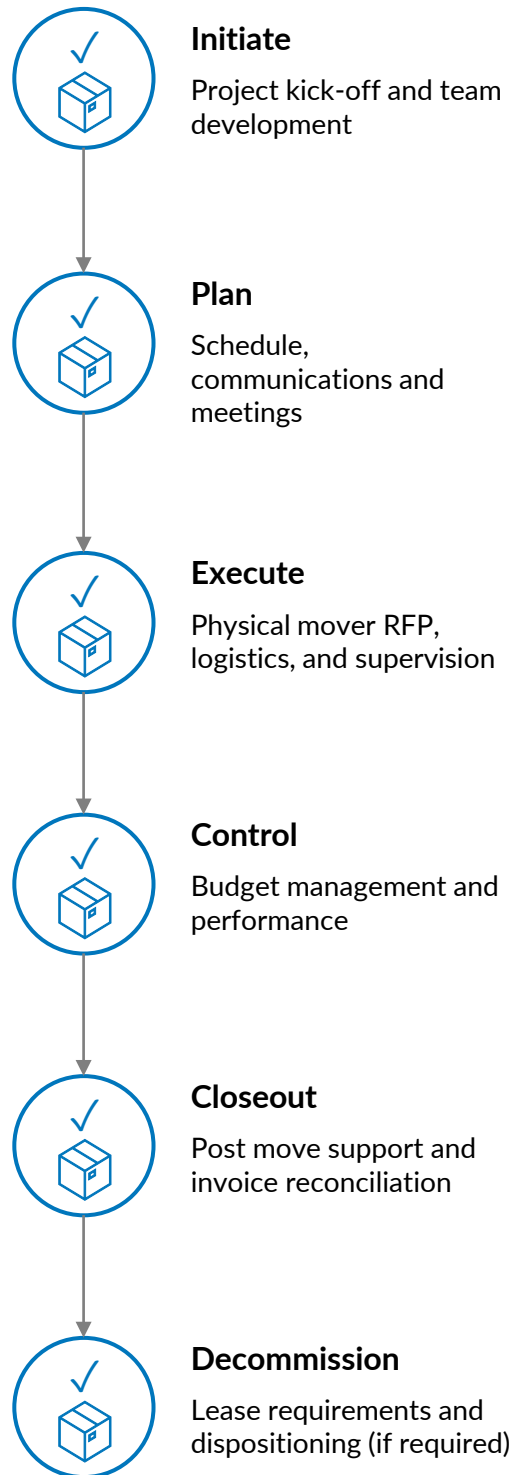 Initiate
Project kick-off and team
development
Plan
Schedule,
communications and
meetings
Execute
Physical mover RFP,
logistics, and supervision
Control
Budget management and
performance
Closeout
Post move support and
invoice reconciliation
Decommission
Lease requirements and
dispositioning (if required)